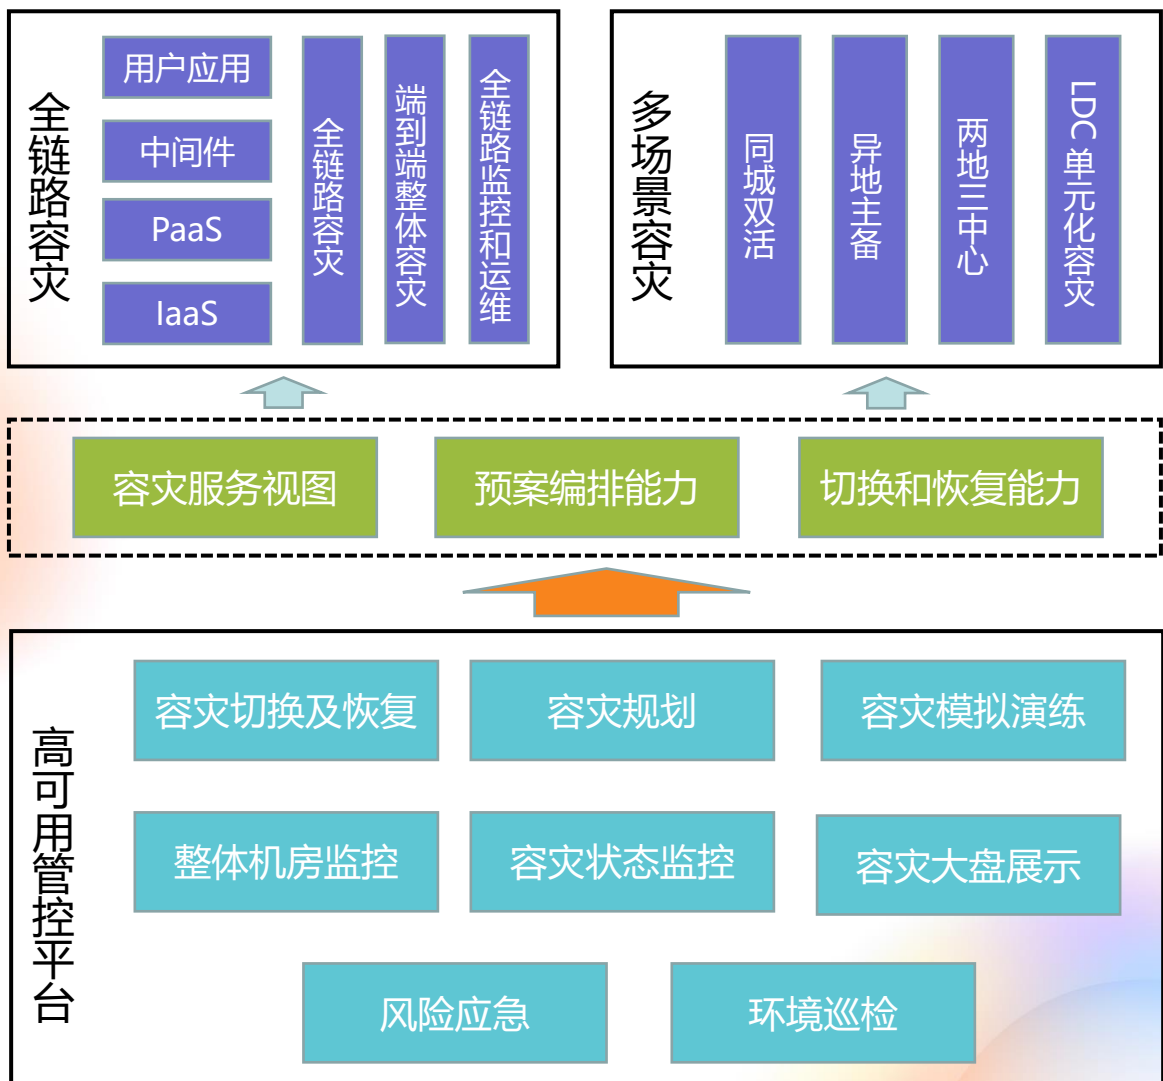 全链路容灾
用户应用
中间件
PaaS
IaaS
全链路容灾
端到端整体容灾
全链路监控和运维
多场景容灾
同城双活
异地主备
两地三中心
LDC 单元化容灾
容灾服务视图
预案编排能力
切换和恢复能力
高可用管控平台
容灾切换及恢复
容灾规划
容灾模拟演练
整体机房监控
容灾状态监控
容灾大盘展示
风险应急
环境巡检